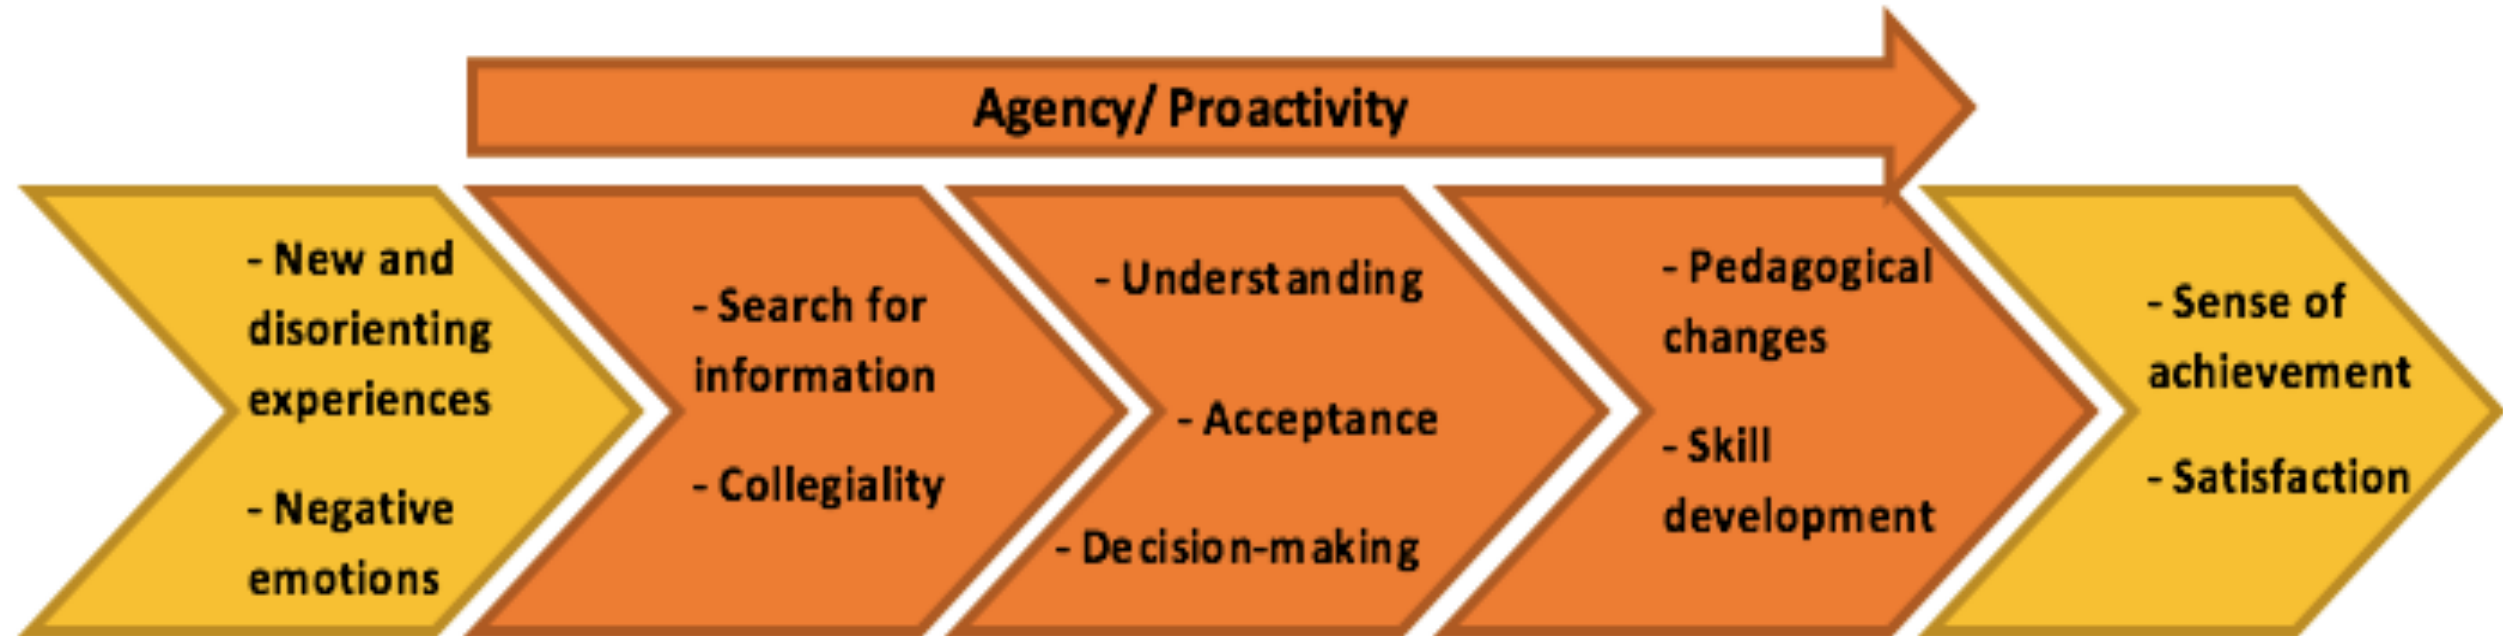 Agency/ Proactivity
- New and
disorienting
experiences
- Negative
emotions
- Search for
information
- Collegiality
- Understanding
- Acceptance
- Decision-making
- Pedagogical
changes
- Skill
development
- Sense of
achievement
- Satisfaction